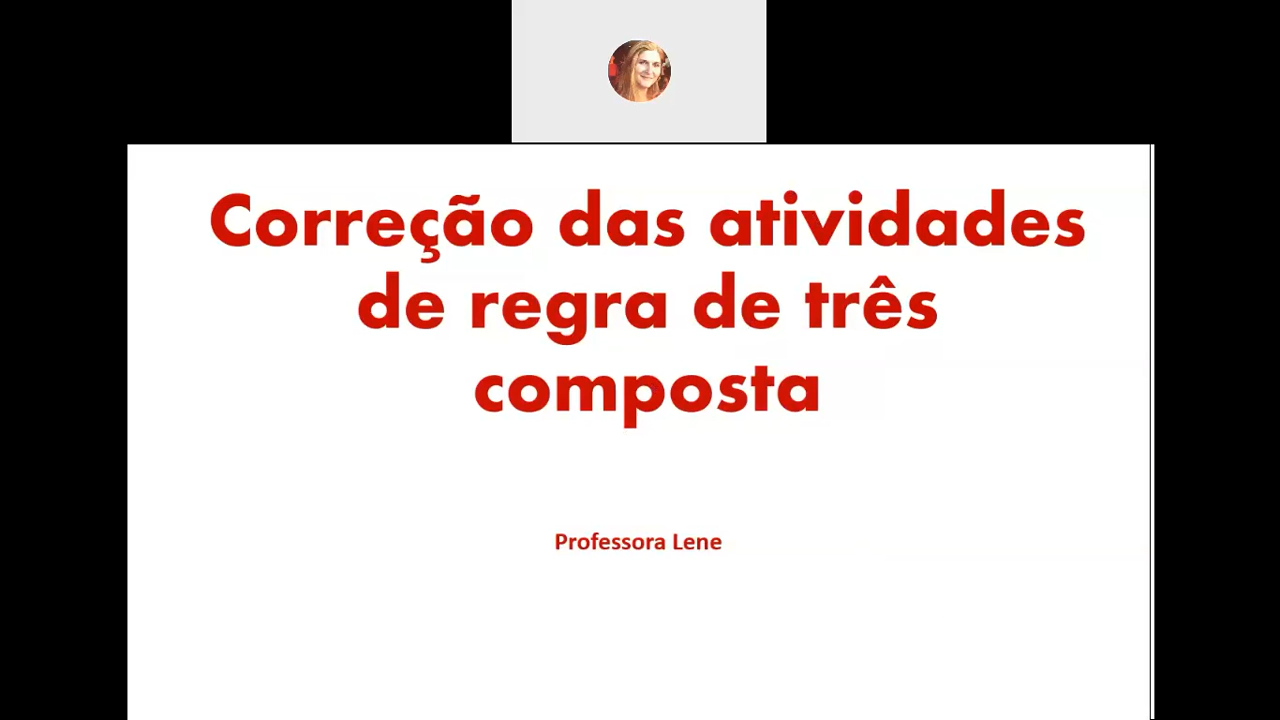 Correção das atividades
de regra de três
composta
Professora Lene